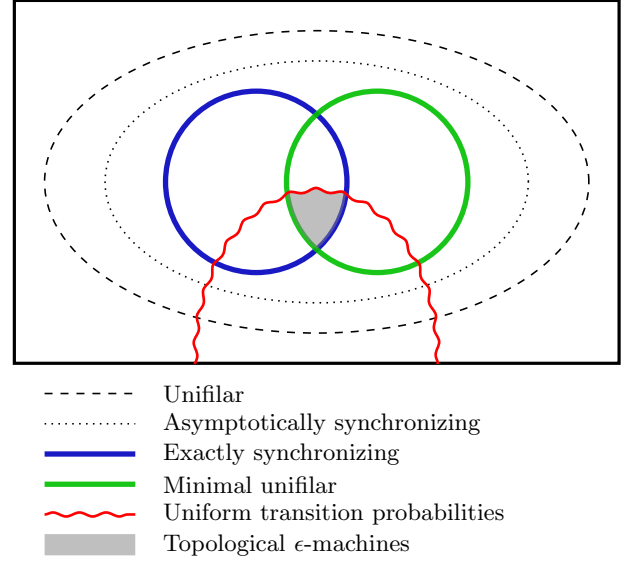 Unifilar
Asymptotically synchronizing
Exactly synchronizing
Minimal unifilar
Uniform transition probabilities
Topological ϵ-machines